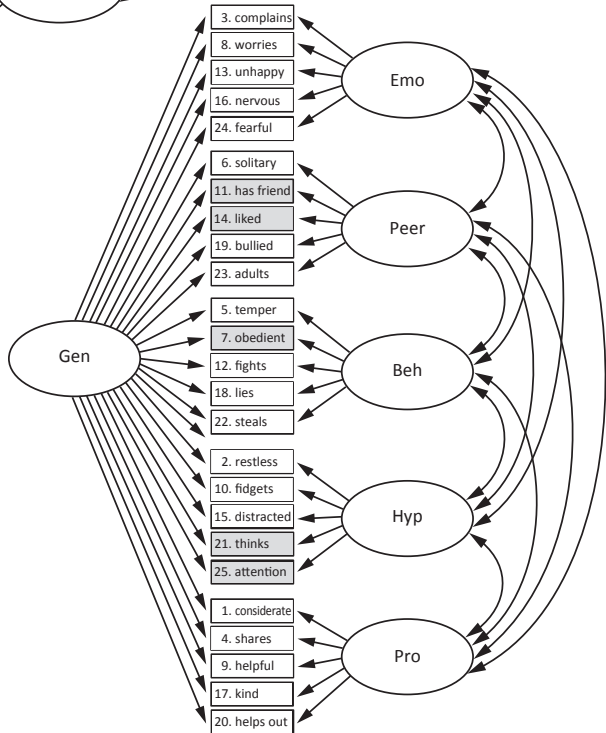 3. complains
8. worries
13. unhappy
16. nervous
24. fearful
Emo
6. solitary
11. has friend
14. liked
19. bullied
23. adults
Peer
5. temper
7. obedient
12. fights
18. lies
22. steals
Gen
Beh
2. restless
10. fidgets
15. distracted
21. thinks
25. attention
Hyp
1. considerate
4. shares
9. helpful
17. kind
20. helps out
Pro